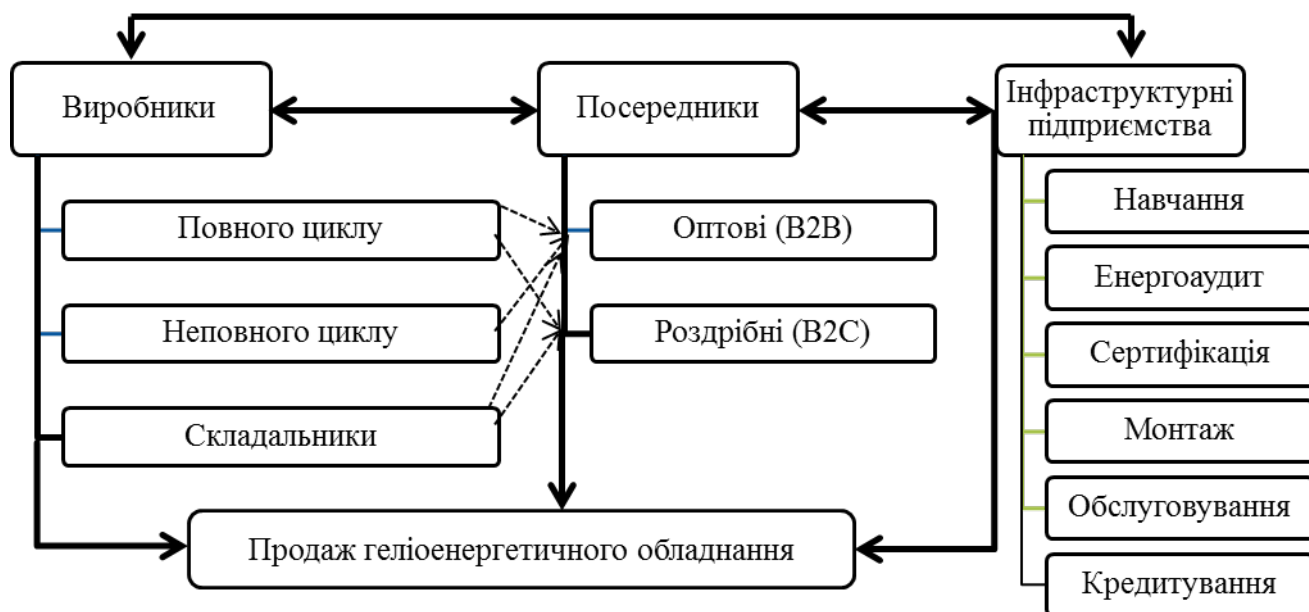 Виробники
Посередники
Інфраструктурні
підприємства
Повного циклу
Неповного циклу
Складальники
Оптові (B2B)
Роздрібні (B2C)
Навчання
Енергоаудит
Сертифікація
Монтаж
Обслуговування
Кредитування
Продаж геліоенергетичного обладнання